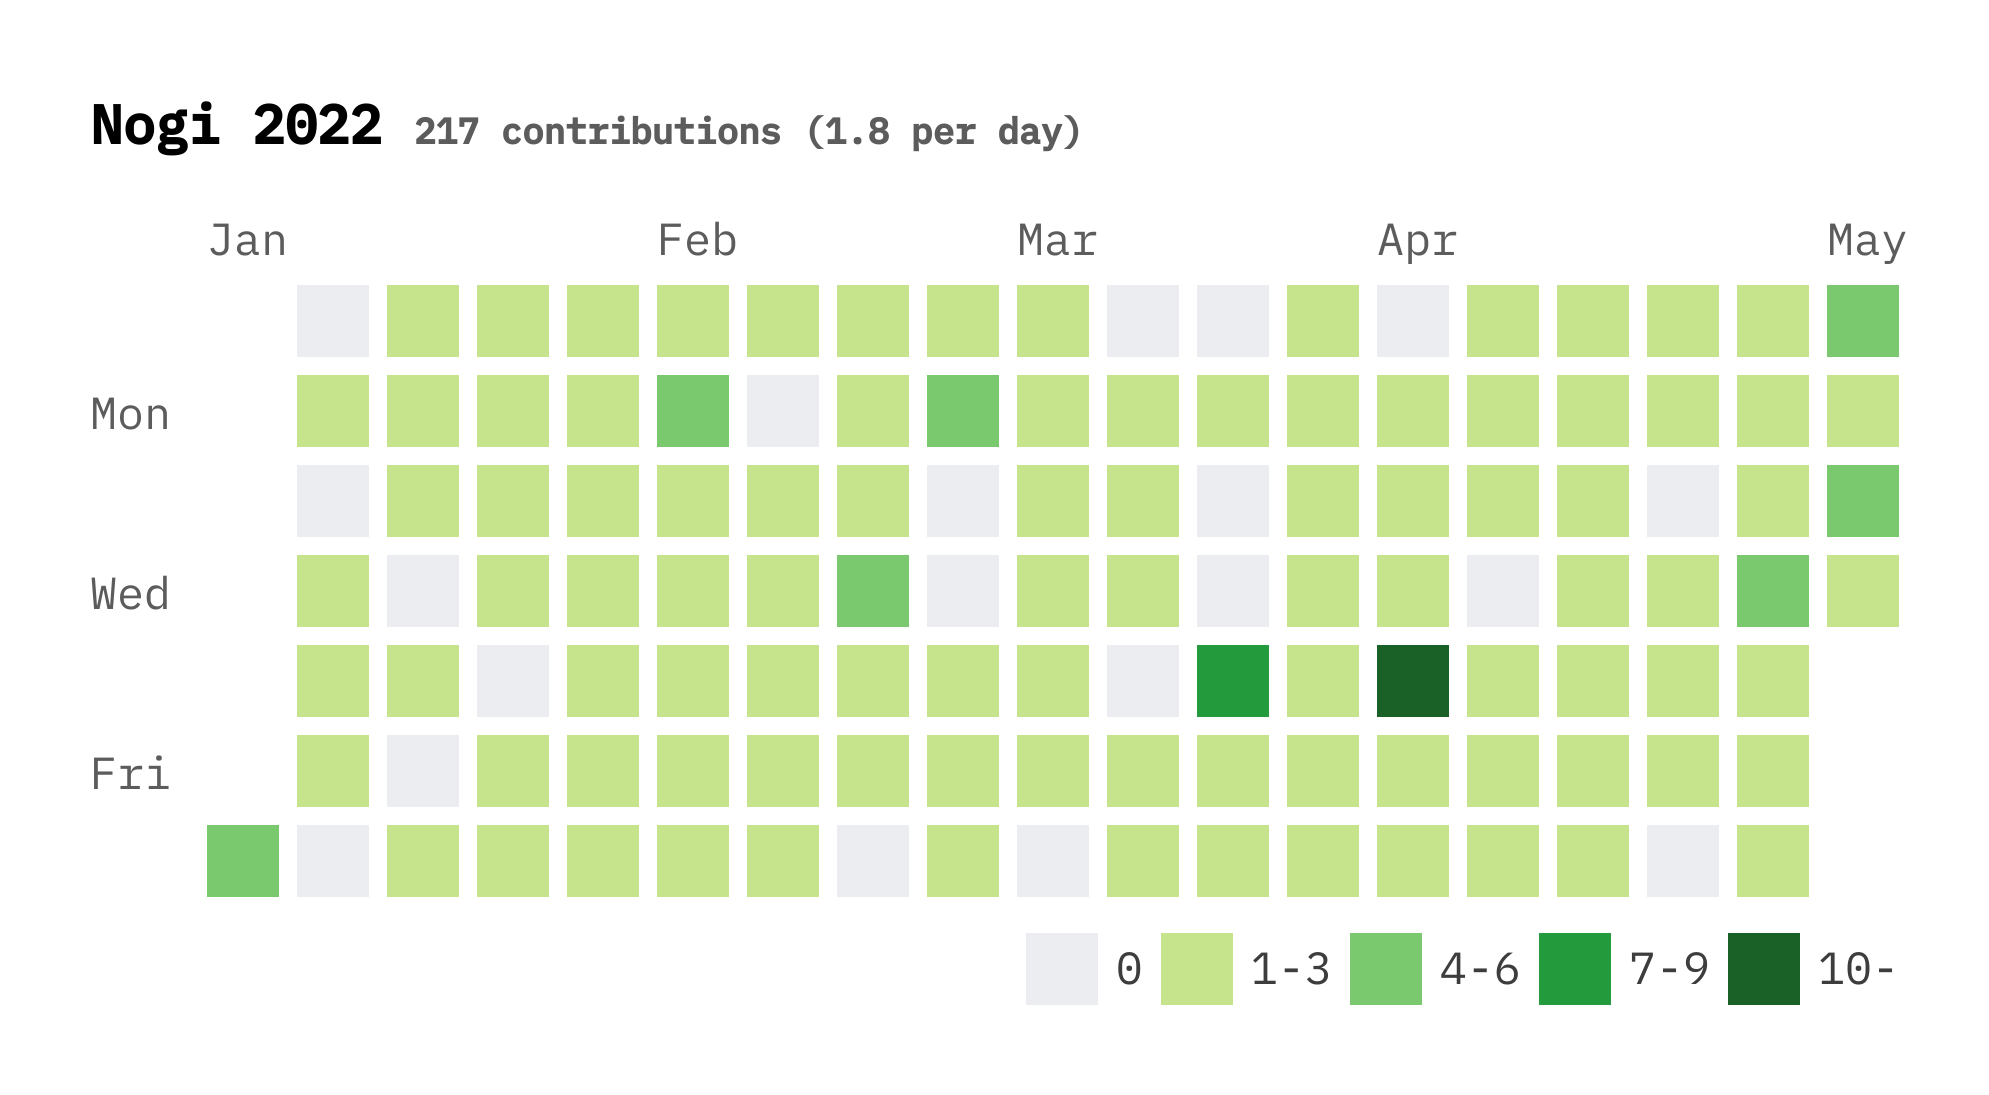 Nogi 2022 217 contributions (1.8 per day)
Jan Feb Mar Apr May
Mon
Wed
Fri
0 1-3 4-6 7-9 10-